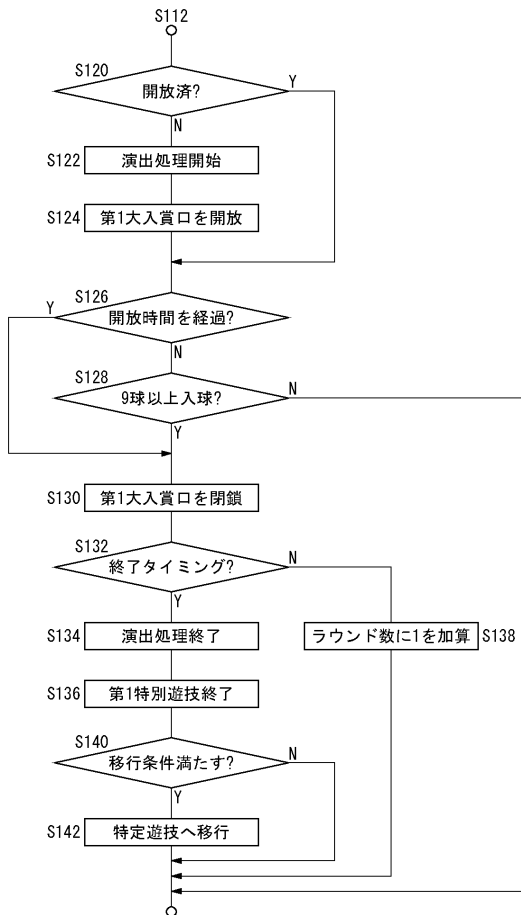 S112
S120
開放済?
Y
N
S122
演出処理開始
S124
第1大入賞口を開放
S126
Y
開放時間を経過?
N
S128
N
9球以上入球?
Y
S130
第1大入賞口を閉鎖
S132
N
終了タイミング?
Y
S134
演出処理終了
ラウンド数に1を加算
S138
S136
第1特別遊技終了
S140
N
移行条件満たす?
Y
S142
特定遊技へ移行